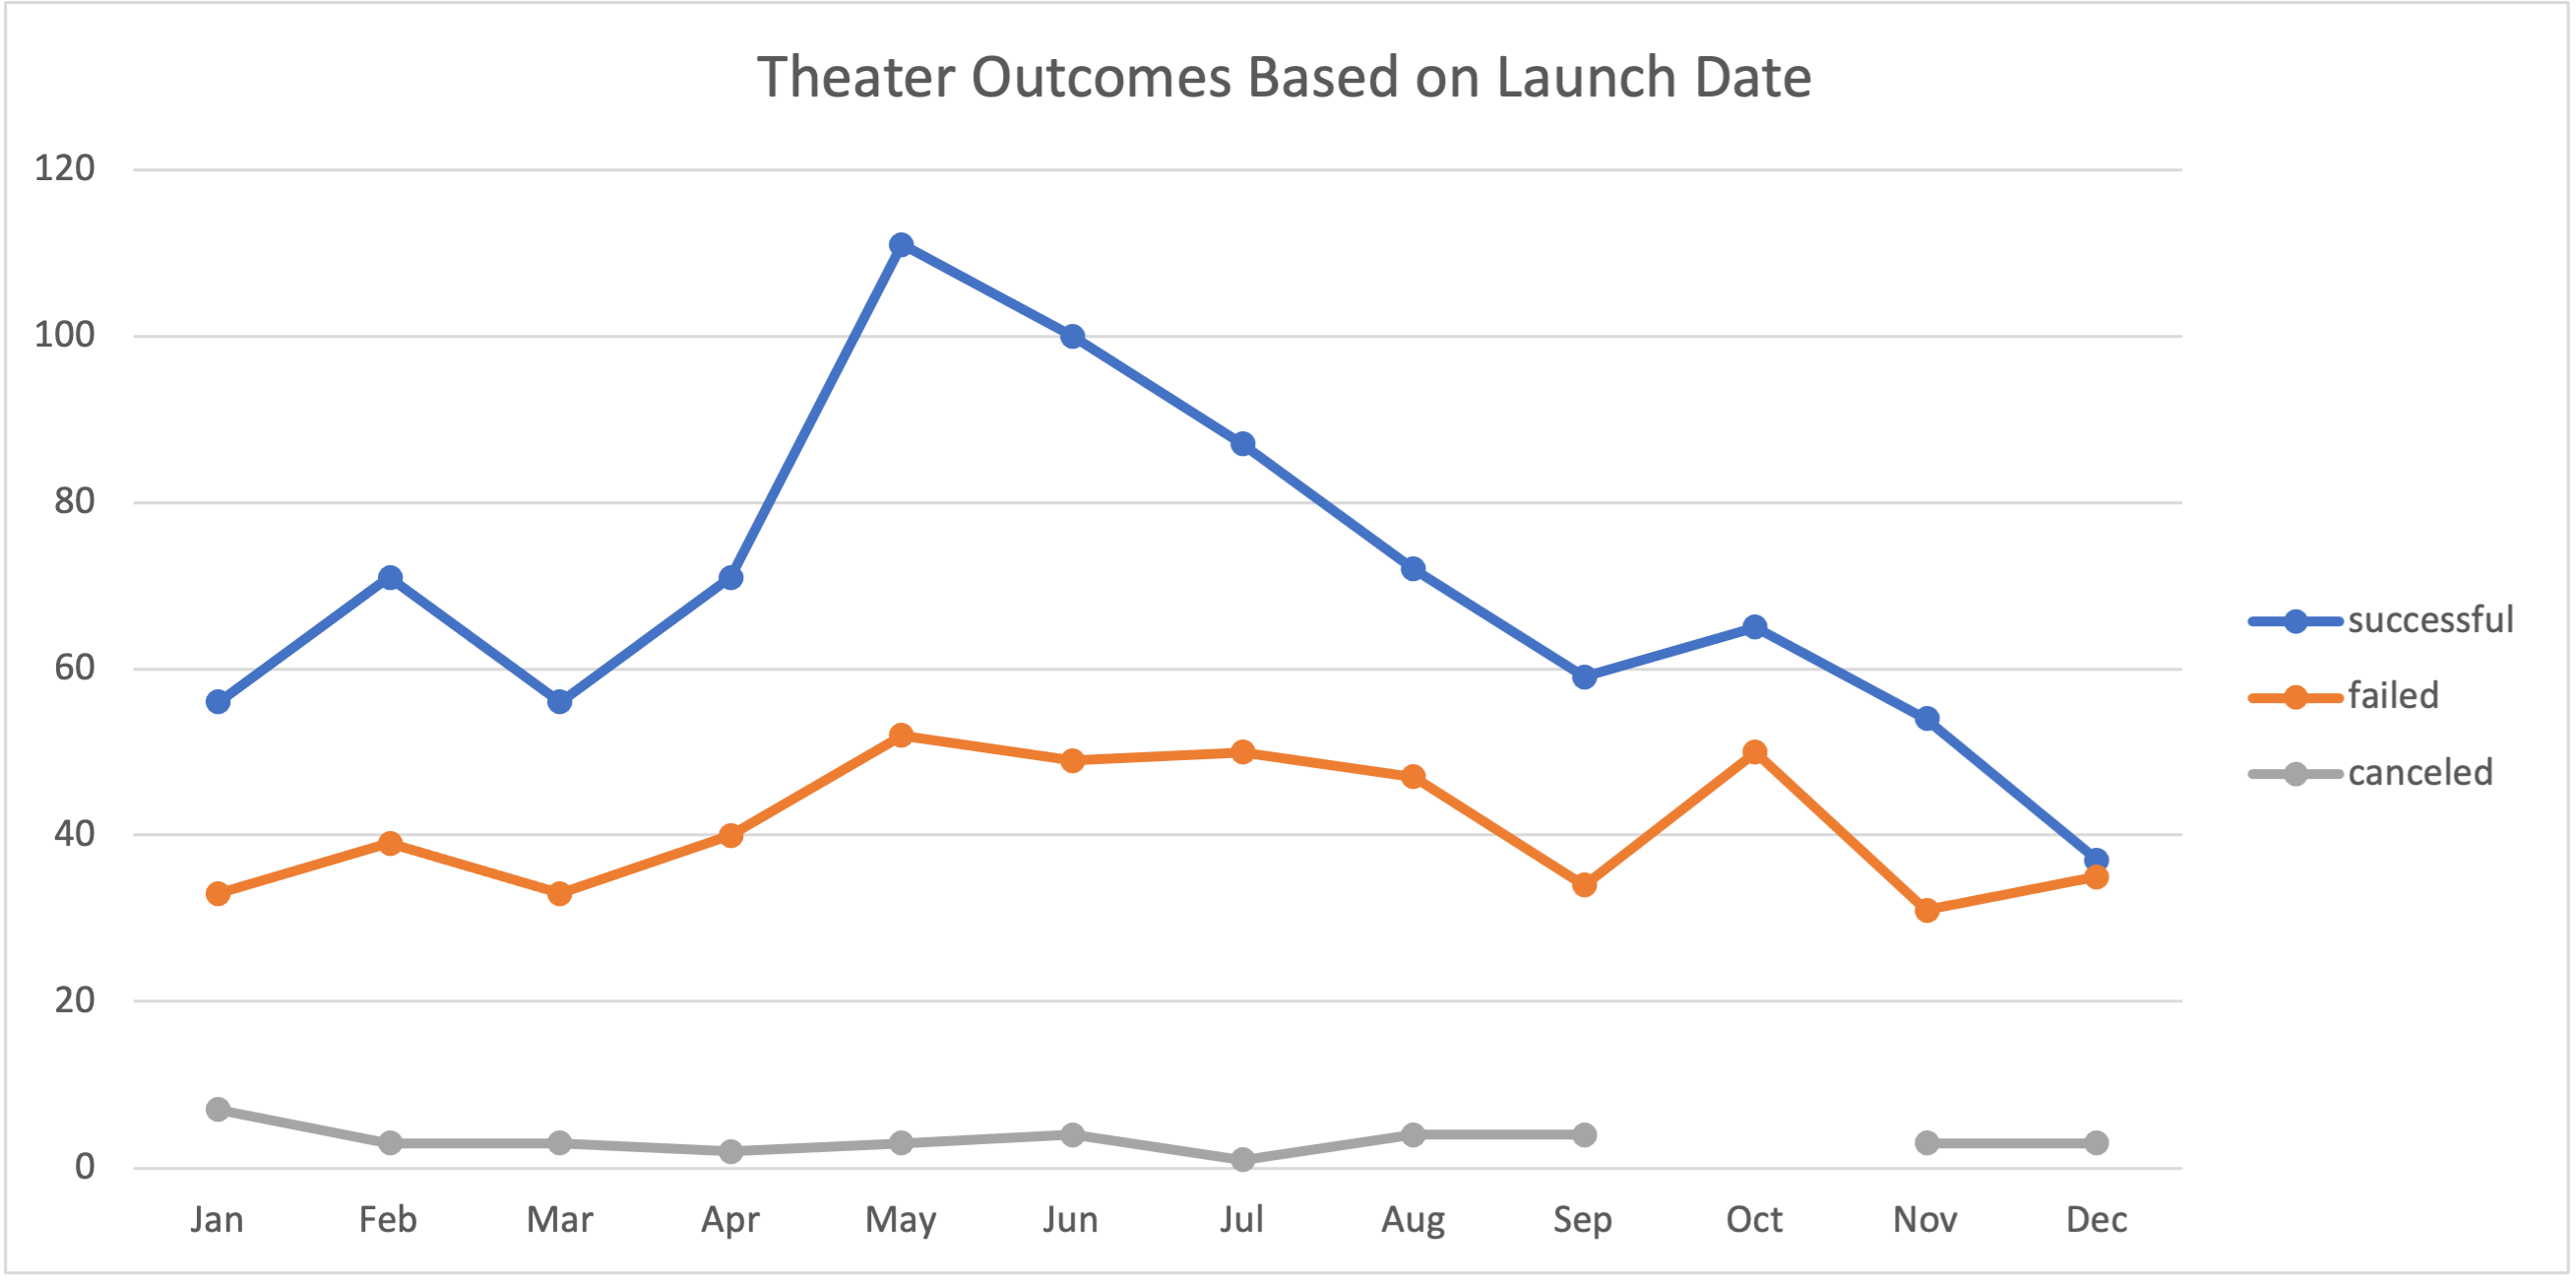 Theater Outcomes Based on Launch Date
120
100
80
60
40
20
0
Jan Feb Mar Apr May Jun Jul Aug Sep Oct Nov Dec
successful
failed
canceled